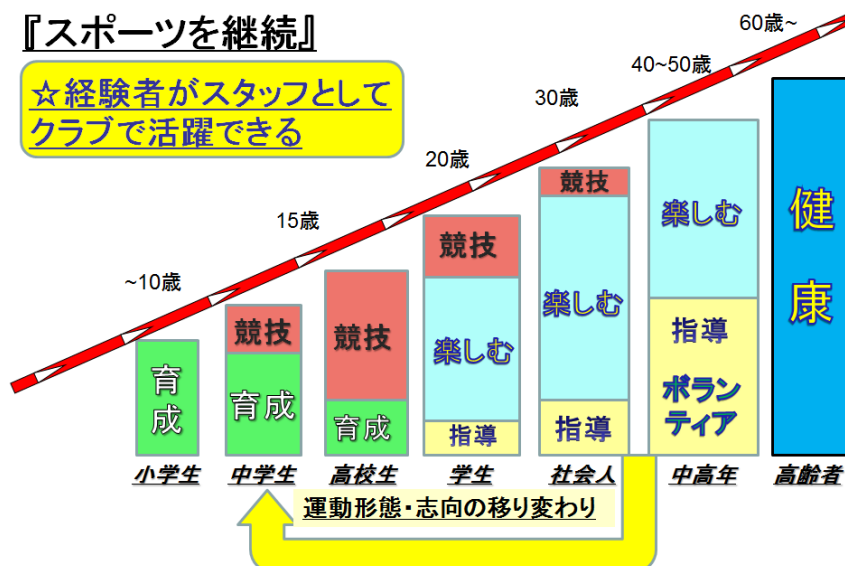 『スポーツを継続』
☆経験者がスタッフとして
クラブで活躍できる
~10歳
15歳
20歳
30歳
40~50歳
60歳~
育
成
競技
育成
競技
育成
競技
楽しむ
指導
競技
楽しむ
指導
楽しむ
指導
ボラン
ティア
健
康
小学生
中学生
高校生
学生
社会人
中高年
高齢者
運動形態・志向の移り変わり